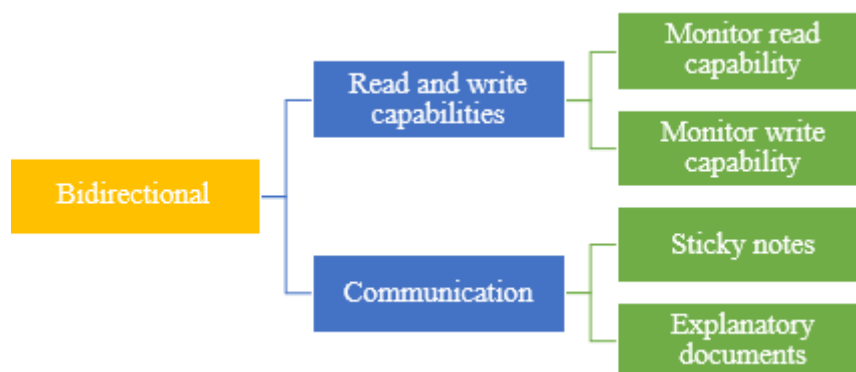 Bidirectional
Read and write
capabilities
Monitor read
capability
Monitor write
capability
Communication
Sticky notes
Explanatory
documents